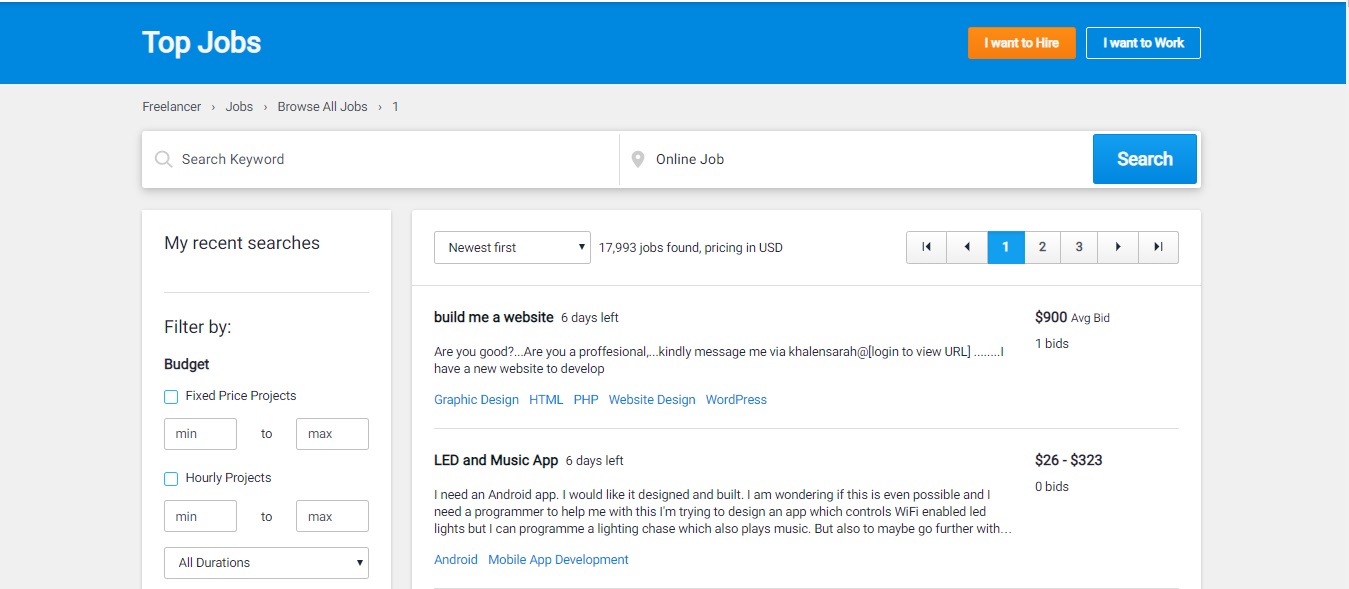 Top Jobs
I want to Hire
I want to Work
Freelancer › Jobs › Browse All Jobs › 1
Search Keyword
Online Job
Search
My recent searches
Filter by:
Budget
Fixed Price Projects
min to max
Hourly Projects
min to max
All Durations
Newest first
17,993 jobs found, pricing in USD
1 2 3
build me a website 6 days left
$900 Avg Bid
1 bids
Are you good?...Are you a proffesional,...kindly message me via khalensarah@[login to view URL] ........I
have a new website to develop
Graphic Design HTML PHP Website Design WordPress
LED and Music App 6 days left
$26 - $323
0 bids
I need an Android app. I would like it designed and built. I am wondering if this is even possible and I
need a programmer to help me with this I'm trying to design an app which controls WiFi enabled led
lights but I can programme a lighting chase which also plays music. But also to maybe go further with...
Android Mobile App Development